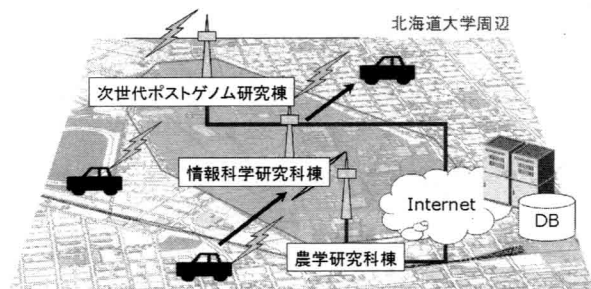 北海道大学周辺
次世代ポストゲノム研究棟
情報科学研究科棟
Internet
DB
農学研究科棟